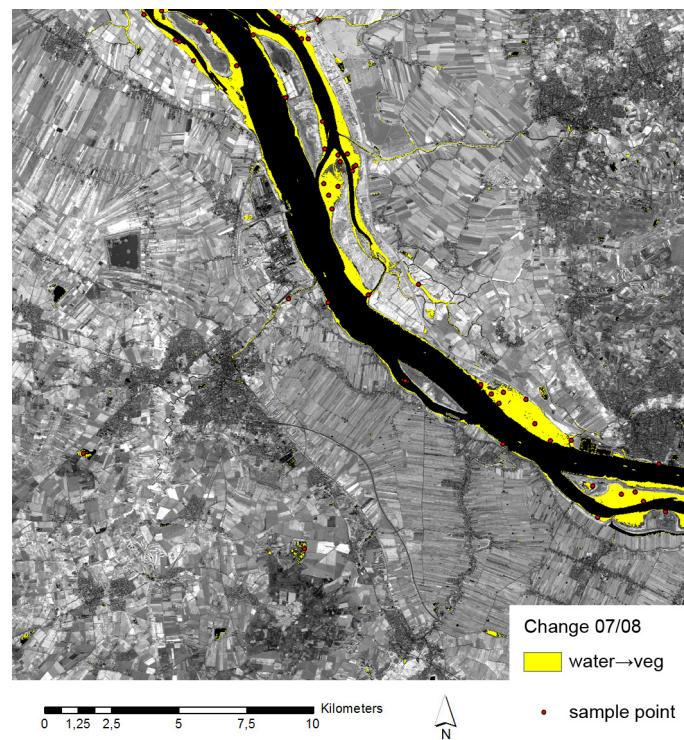 Change 07/08
water→veg
Kilometers
0 1,25 2,5 5 7,5 10
N
sample point